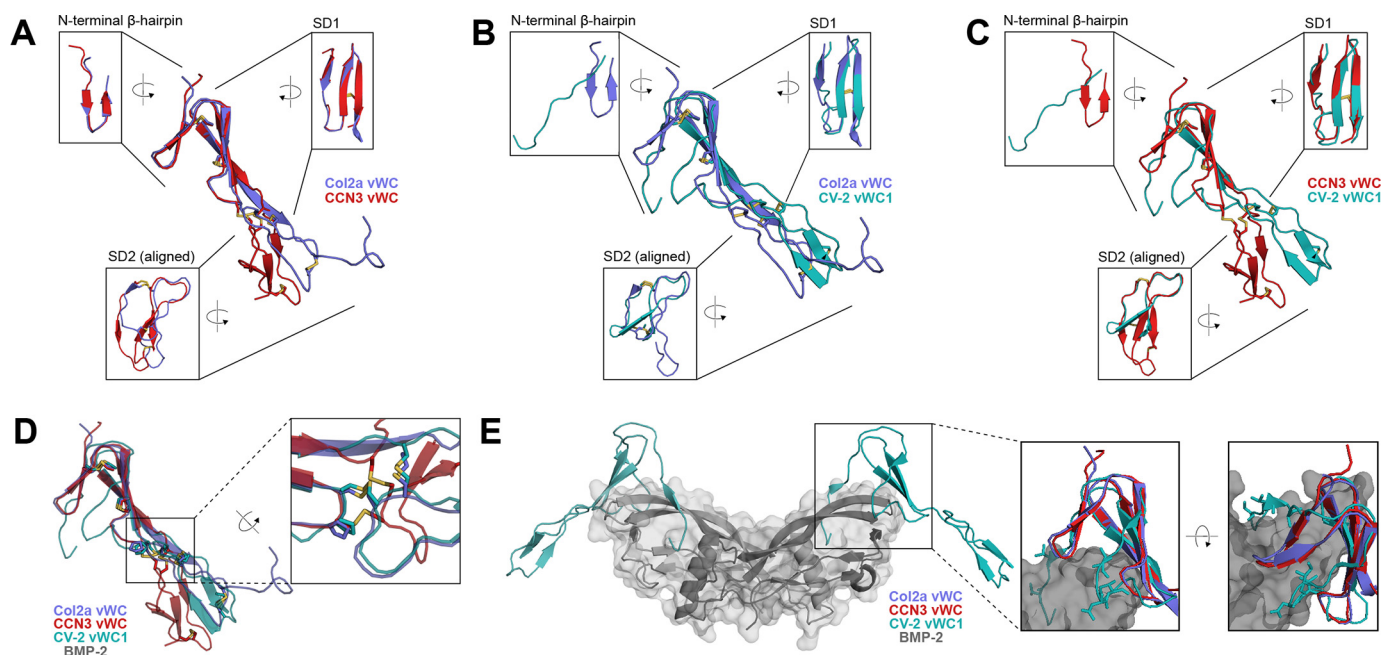 A
N-terminal β-hairpin
SD1
Col2a vWC
CCN3 vWC
SD2 (aligned)
B
N-terminal β-hairpin
SD1
Col2a vWC
CV-2 vWC1
SD2 (aligned)
C
N-terminal β-hairpin
SD1
CCN3 vWC
CV-2 vWC1
SD2 (aligned)
D
Col2a vWC
CCN3 vWC
CV-2 vWC1
BMP-2
E
Col2a vWC
CCN3 vWC
CV-2 vWC1
BMP-2